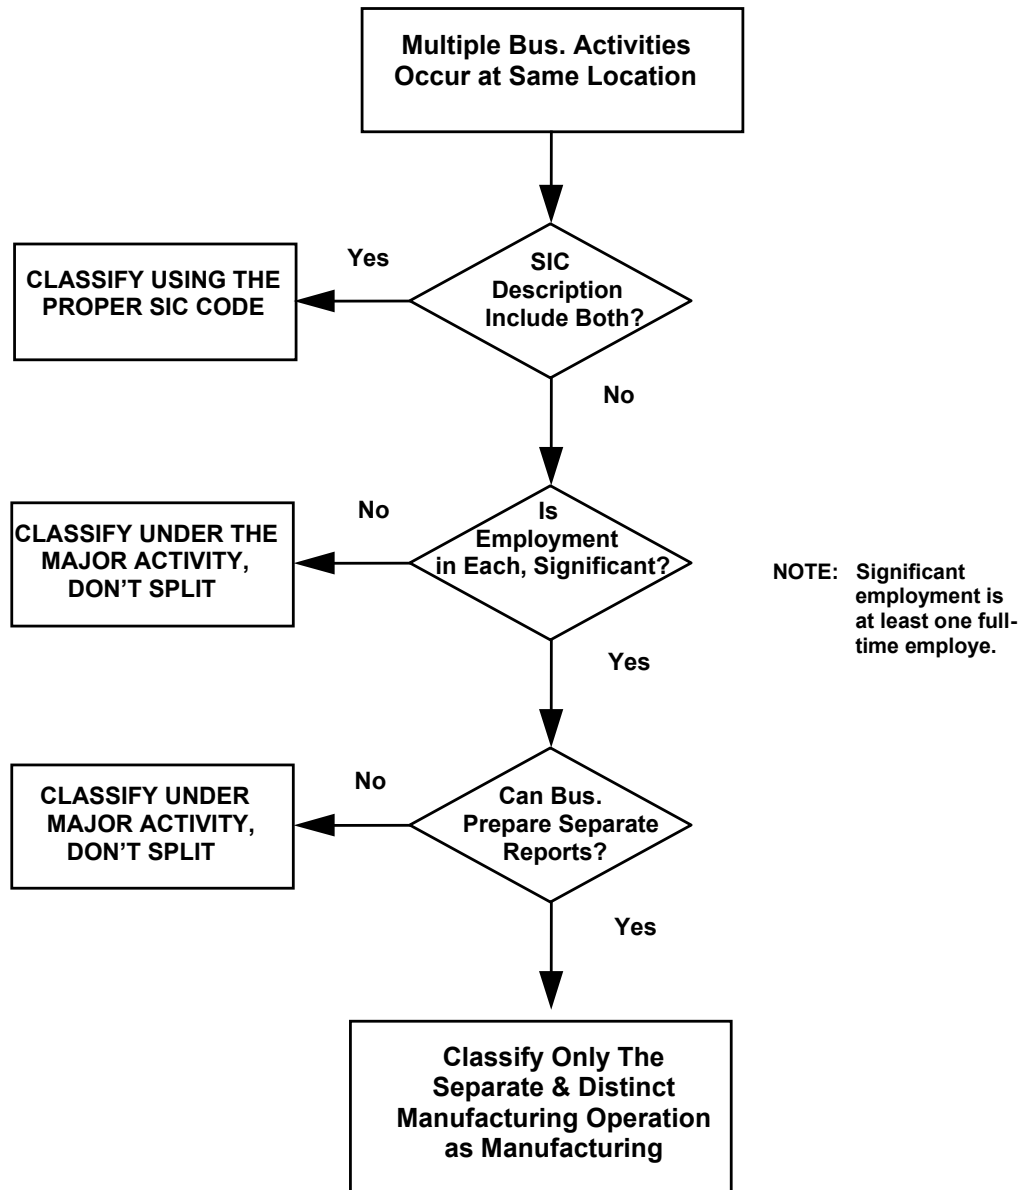 Multiple Bus. Activities
Occur at Same Location
Yes
SIC
Description
Include Both?
CLASSIFY USING THE
PROPER SIC CODE
No
No
Is
Employment
in Each, Significant?
CLASSIFY UNDER THE
MAJOR ACTIVITY,
DON'T SPLIT
NOTE: Significant
employment is
at least one full-
time employe.
Yes
No
Can Bus.
Prepare Separate
Reports?
CLASSIFY UNDER
MAJOR ACTIVITY,
DON'T SPLIT
Yes
Classify Only The
Separate & Distinct
Manufacturing Operation
as Manufacturing